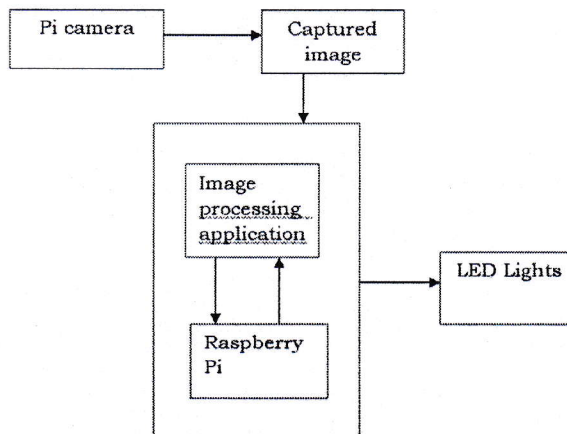 Pi camera
Captured
image
Image
processing
application
LED Lights
Raspberry
Pi